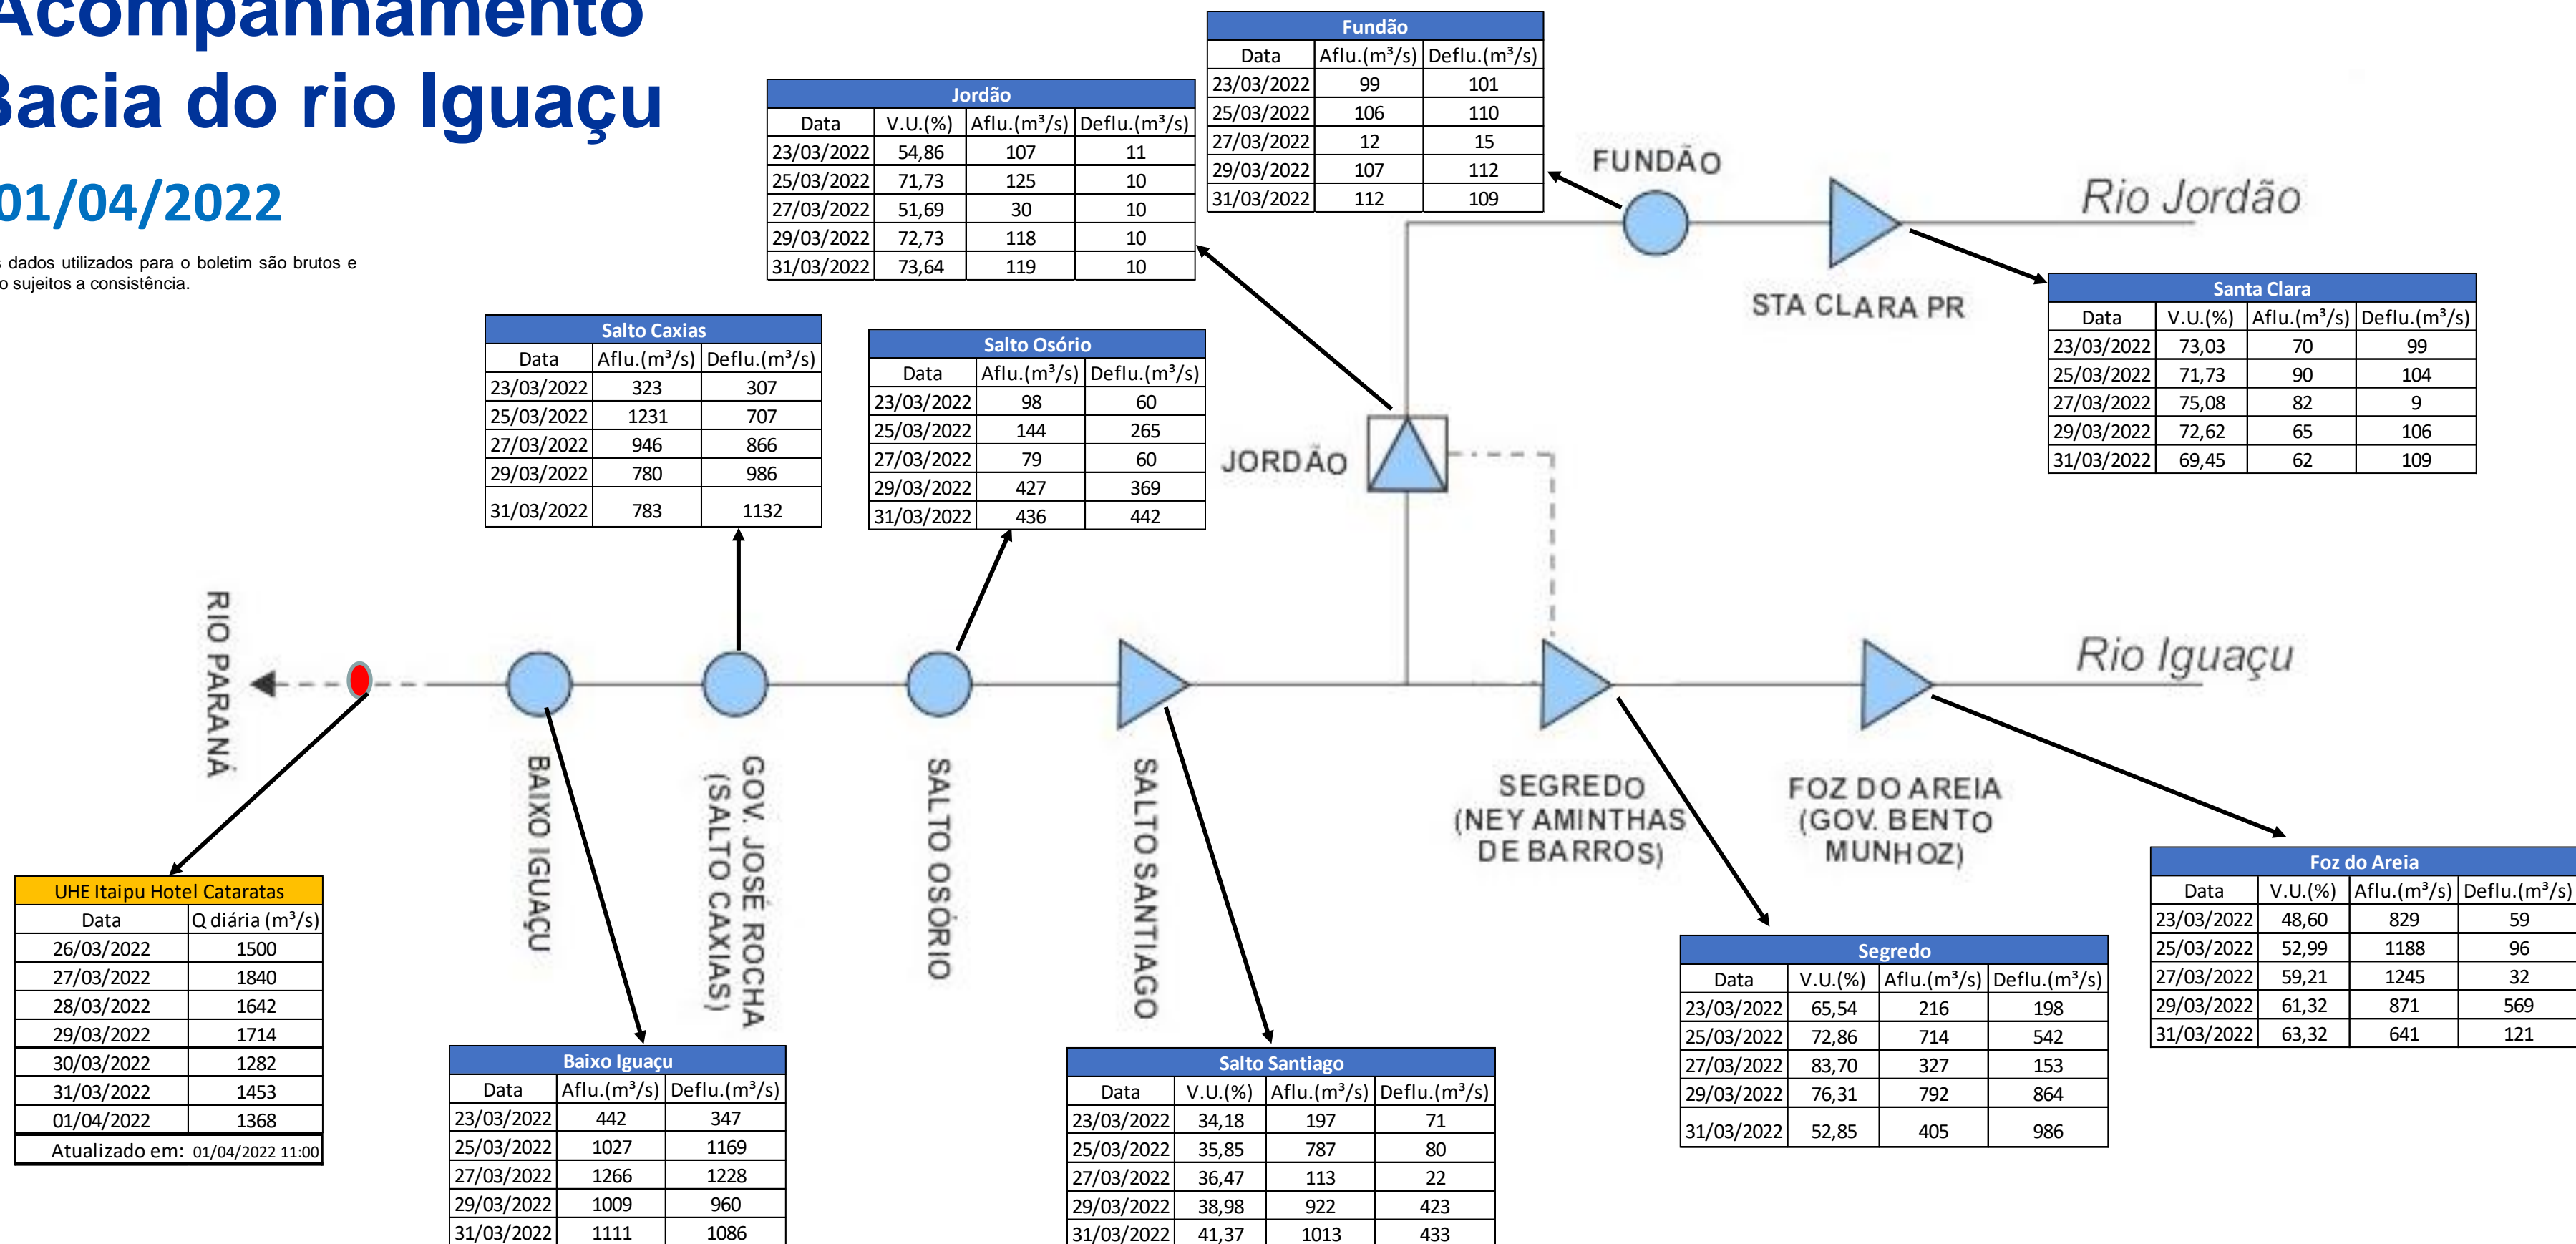 Acompanhamento
Bacia do rio Iguaçu
01/04/2022
s dados utilizados para o boletim são brutos e
o sujeitos a consistência.
Fundão
Data Aflu.(m³/s) Deflu.(m³/s)
23/03/2022 99 101
25/03/2022 106 110
27/03/2022 12 15
29/03/2022 107 112
31/03/2022 112 109
Jordão
Data V.U.(%) Aflu.(m³/s) Deflu.(m³/s)
23/03/2022 54,86 107 11
25/03/2022 71,73 125 10
27/03/2022 51,69 30 10
29/03/2022 72,73 118 10
31/03/2022 73,64 119 10
FUNDÃO
Rio Jordão
STA CLARA PR
Santa Clara
Data V.U.(%) Aflu.(m³/s) Deflu.(m³/s)
23/03/2022 73,03 70 99
25/03/2022 71,73 90 104
27/03/2022 75,08 82 9
29/03/2022 72,62 65 106
31/03/2022 69,45 62 109
Salto Caxias
Data Aflu.(m³/s) Deflu.(m³/s)
23/03/2022 323 307
25/03/2022 1231 707
27/03/2022 946 866
29/03/2022 780 986
31/03/2022 783 1132
Salto Osório
Data Aflu.(m³/s) Deflu.(m³/s)
23/03/2022 98 60
25/03/2022 144 265
27/03/2022 79 60
29/03/2022 427 369
31/03/2022 436 442
JORDÃO
RIO PARANÁ
Rio Iguaçu
BAIXO IGUAÇU
GOV. JOSÉ ROCHA
(SALTO CAXIAS)
SALTO OSÓRIO
SALTO SANTIAGO
SEGREDO
(NEY AMINTHAS
DE BARROS)
FOZ DO AREIA
(GOV. BENTO
MUNHOZ)
UHE Itaipu Hotel Cataratas
Data Q diária (m³/s)
26/03/2022 1500
27/03/2022 1840
28/03/2022 1642
29/03/2022 1714
30/03/2022 1282
31/03/2022 1453
01/04/2022 1368
Atualizado em: 01/04/2022 11:00
Baixo Iguaçu
Data Aflu.(m³/s) Deflu.(m³/s)
23/03/2022 442 347
25/03/2022 1027 1169
27/03/2022 1266 1228
29/03/2022 1009 960
31/03/2022 1111 1086
Salto Santiago
Data V.U.(%) Aflu.(m³/s) Deflu.(m³/s)
23/03/2022 34,18 197 71
25/03/2022 35,85 787 80
27/03/2022 36,47 113 22
29/03/2022 38,98 922 423
31/03/2022 41,37 1013 433
Segredo
Data V.U.(%) Aflu.(m³/s) Deflu.(m³/s)
23/03/2022 65,54 216 198
25/03/2022 72,86 714 542
27/03/2022 83,70 327 153
29/03/2022 76,31 792 864
31/03/2022 52,85 405 986
Foz do Areia
Data V.U.(%) Aflu.(m³/s) Deflu.(m³/s)
23/03/2022 48,60 829 59
25/03/2022 52,99 1188 96
27/03/2022 59,21 1245 32
29/03/2022 61,32 871 569
31/03/2022 63,32 641 121